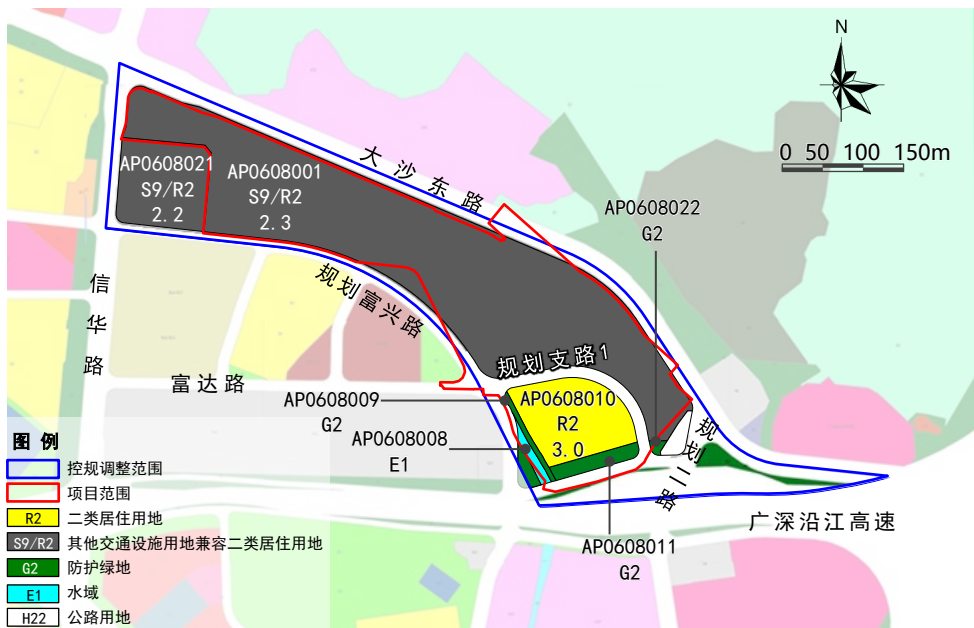 N
0 50 100 150m
大沙东路
AP0608021
S9/R2
2.2
AP0608001
S9/R2
2.3
AP0608022
G2
信华路
规划富兴路
富达路
规划支路1
AP0608009
G2
AP0608008
E1
AP0608010
R2
3.0
规划二路
广深沿江高速
AP0608011
G2
图例
控规调整范围
项目范围
R2 二类居住用地
S9/R2 其他交通设施用地兼容二类居住用地
G2 防护绿地
E1 水域
H22 公路用地